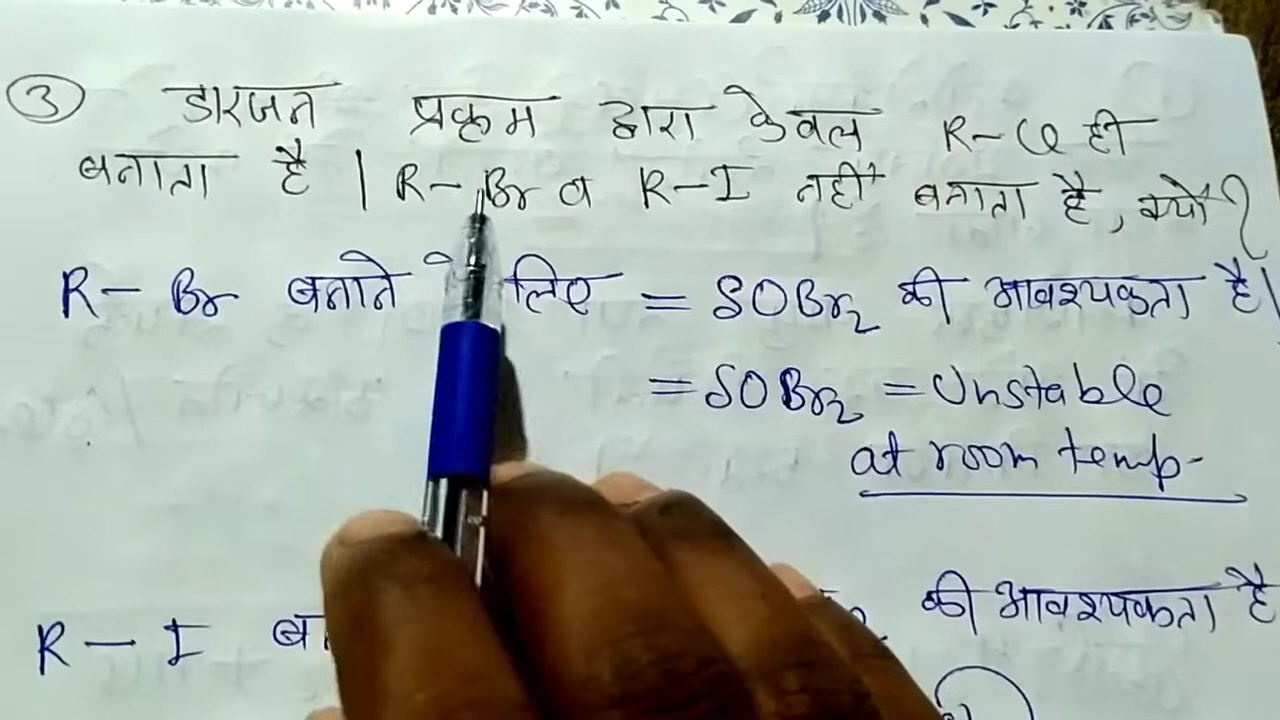 ③ डारजन प्रक्रम द्वारा केवल R-Cl ही
बनाता है | R-Br व R-I नहीं बनाता है, क्यों?
R-Br बनाने लिए = SOBr₂ की आवश्यकता है|
= SOBr₂ = Unstable
at room temp-
R-I की आवश्यकता है